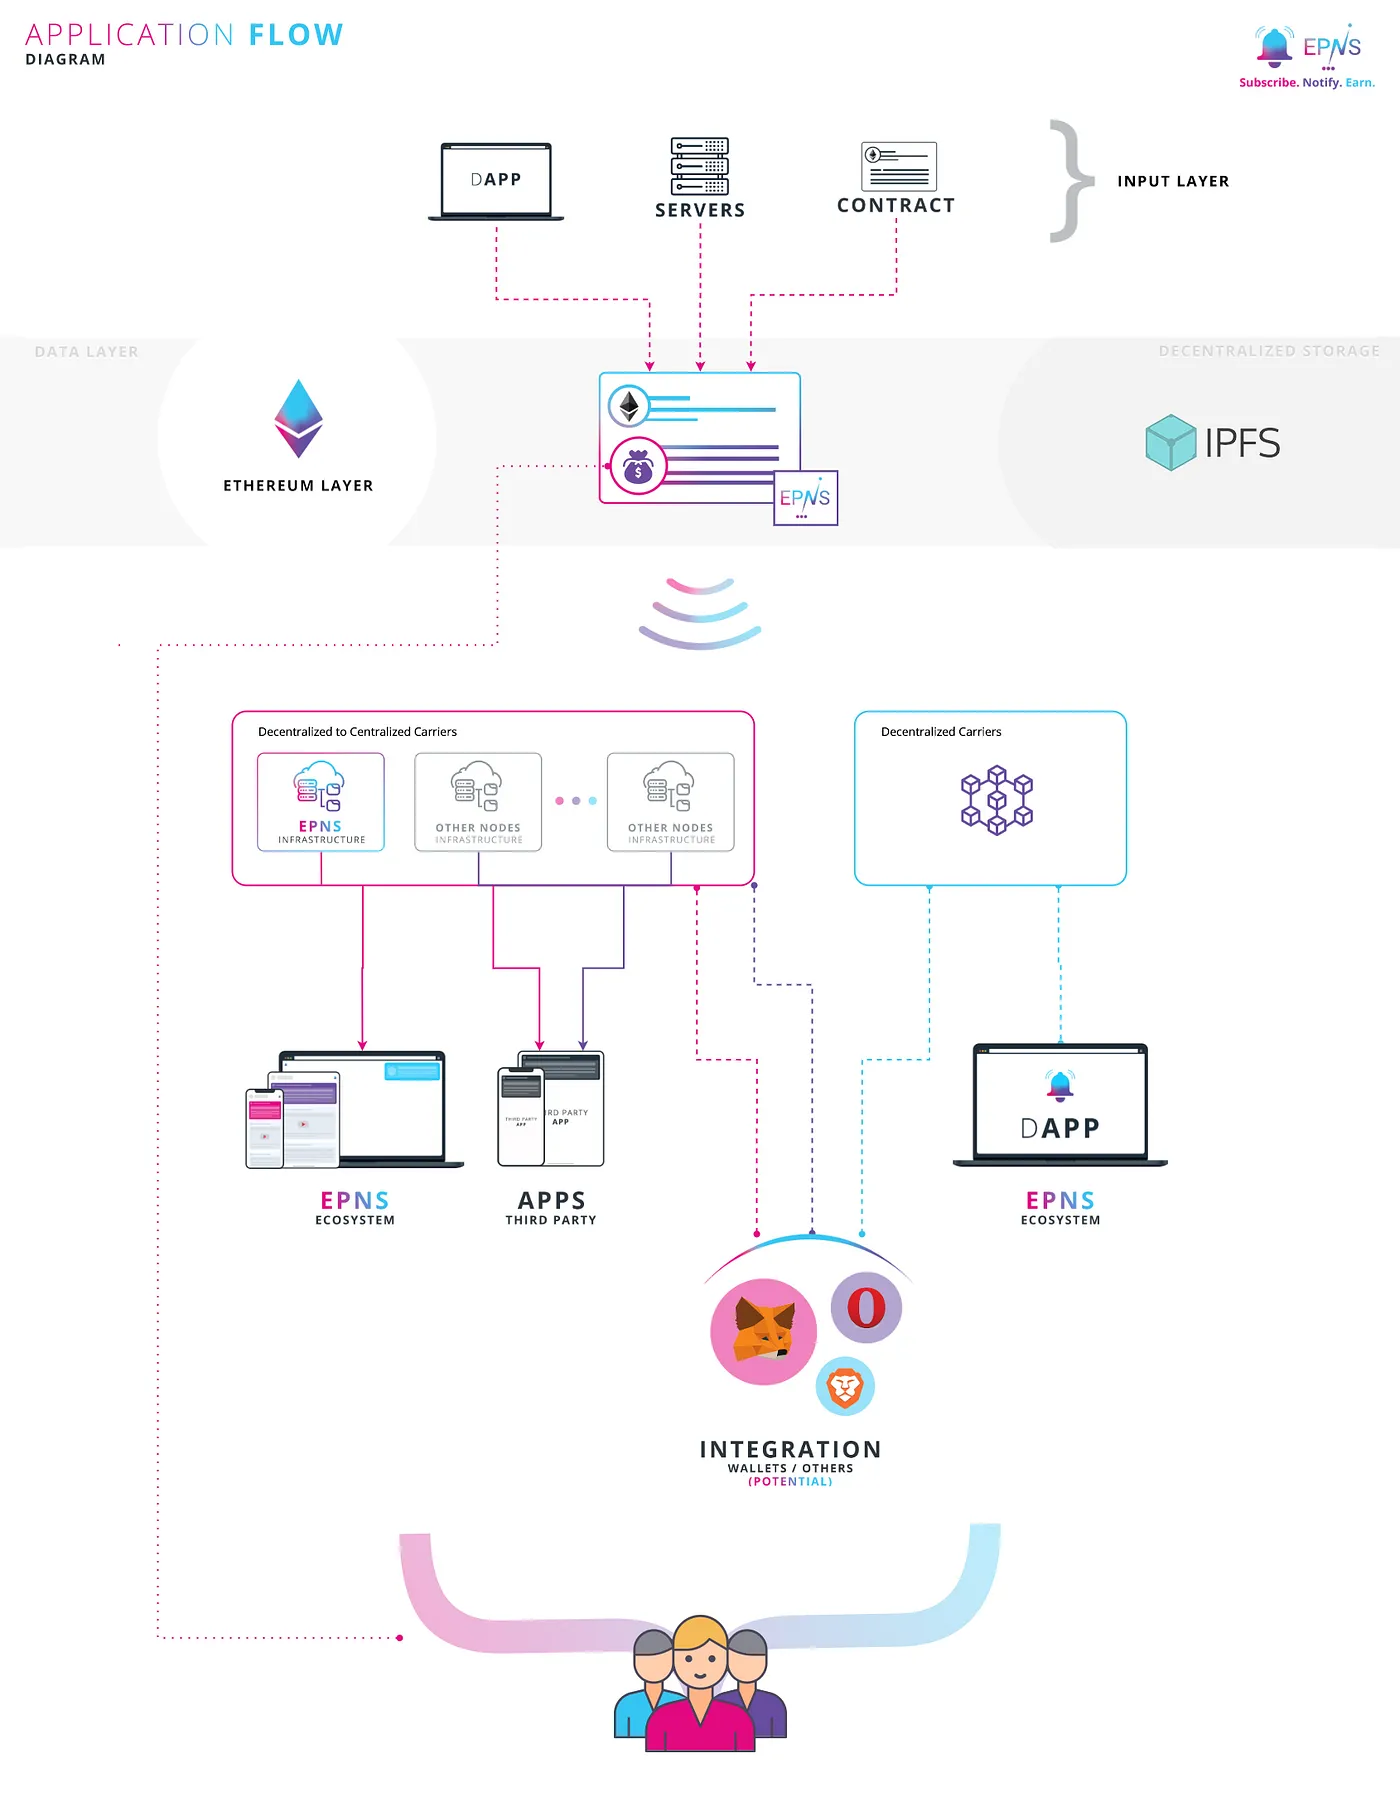 APPLICATION FLOW
DIAGRAM
EPNS
Subscribe. Notify. Earn.
DAPP
SERVERS
CONTRACT
INPUT LAYER
DATA LAYER
DECENTRALIZED STORAGE
ETHEREUM LAYER
$
EPNS
IPFS
Decentralized to Centralized Carriers
Decentralized Carriers
EPNS
INFRASTRUCTURE
OTHER NODES
INFRASTRUCTURE
OTHER NODES
INFRASTRUCTURE
THIRD PARTY
APP
IRD PARTY
APP
DAPP
EPNS
ECOSYSTEM
APPS
THIRD PARTY
EPNS
ECOSYSTEM
INTEGRATION
WALLETS / OTHERS
(POTENTIAL)